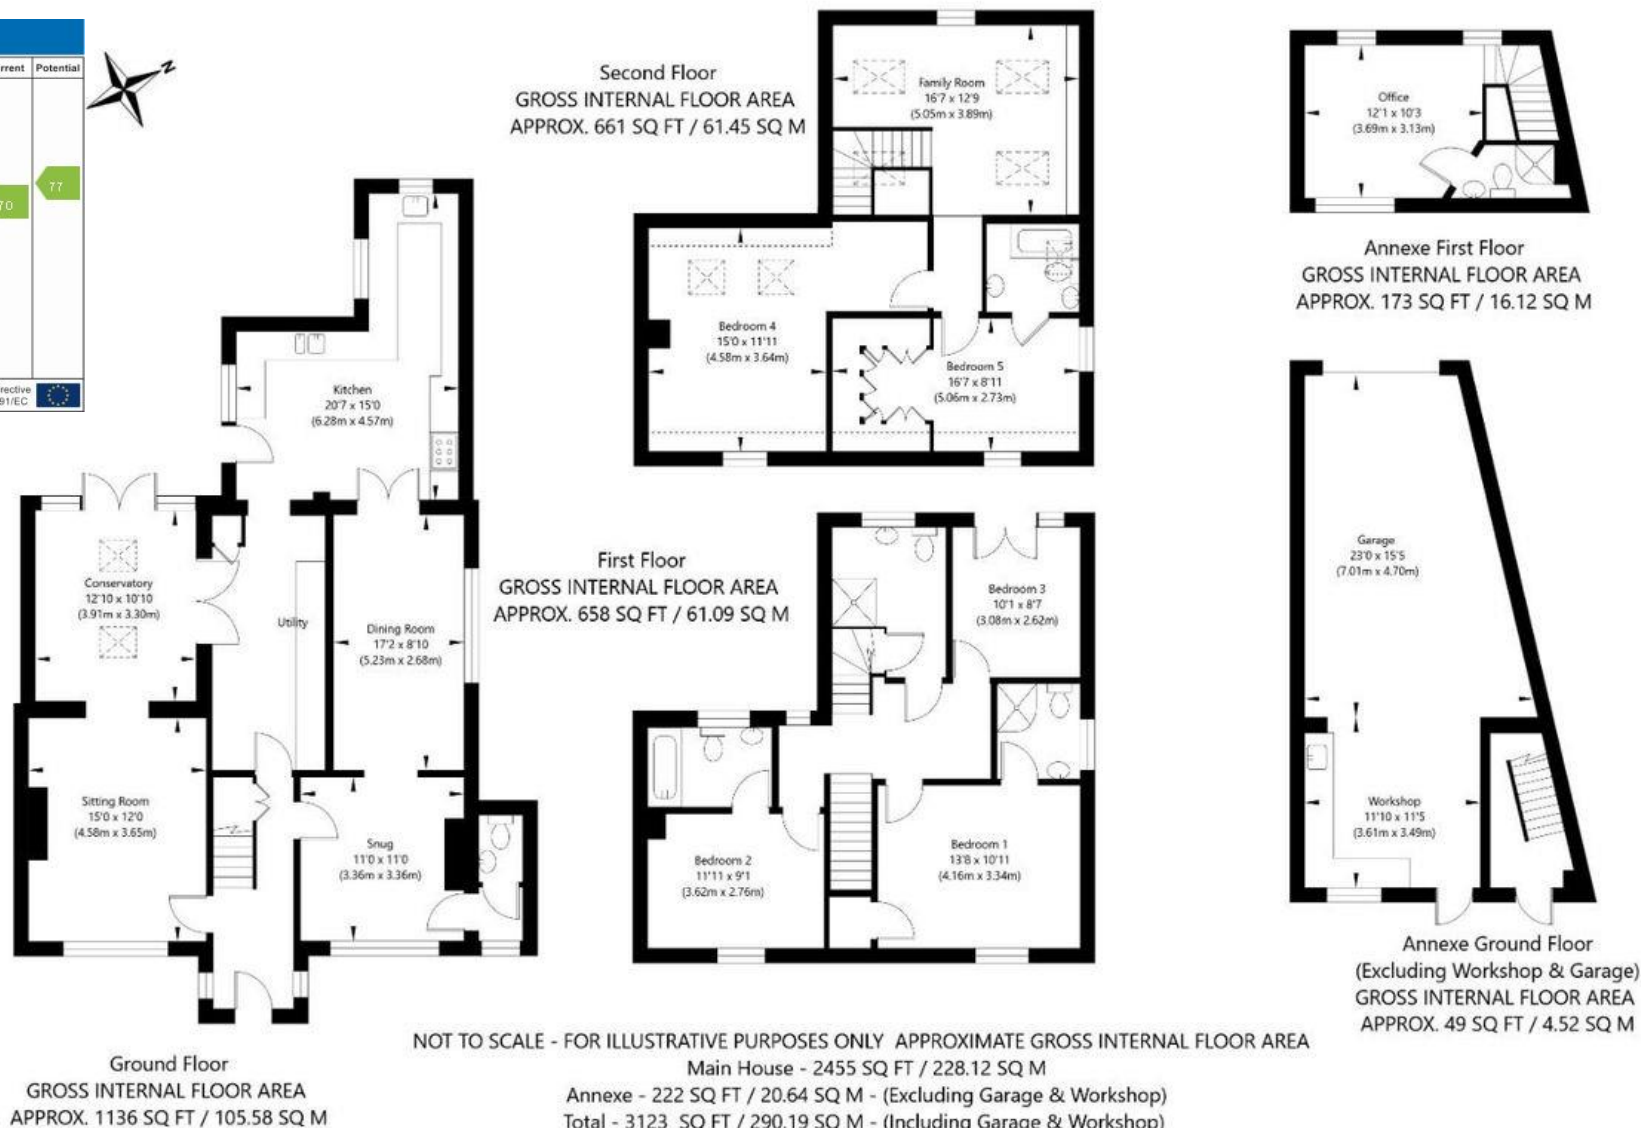 Potential
77
70
91/EC
N
Second Floor
GROSS INTERNAL FLOOR AREA
APPROX. 661 SQ FT / 61.45 SQ M
Family Room
16'7 x 12'9
(5.05m x 3.89m)
Bedroom 4
15'0 x 11'11
(4.58m x 3.64m)
Bedroom 5
16'7 x 8'11
(5.06m x 2.73m)
Office
12'1 x 10'3
(3.69m x 3.13m)
Annexe First Floor
GROSS INTERNAL FLOOR AREA
APPROX. 173 SQ FT / 16.12 SQ M
Kitchen
20'7 x 15'0
(6.28m x 4.57m)
Conservatory
12'10 x 10'10
(3.91m x 3.30m)
Utility
Dining Room
17'2 x 8'10
(5.23m x 2.68m)
Sitting Room
15'0 x 12'0
(4.58m x 3.65m)
Snug
11'0 x 11'0
(3.36m x 3.36m)
First Floor
GROSS INTERNAL FLOOR AREA
APPROX. 658 SQ FT / 61.09 SQ M
Bedroom 3
10'1 x 8'7
(3.08m x 2.62m)
Bedroom 2
11'11 x 9'1
(3.62m x 2.76m)
Bedroom 1
13'8 x 10'11
(4.16m x 3.34m)
Garage
23'0 x 15'5
(7.01m x 4.70m)
Workshop
11'10 x 11'5
(3.61m x 3.49m)
Annexe Ground Floor
(Excluding Workshop & Garage)
GROSS INTERNAL FLOOR AREA
APPROX. 49 SQ FT / 4.52 SQ M
Ground Floor
GROSS INTERNAL FLOOR AREA
APPROX. 1136 SQ FT / 105.58 SQ M
NOT TO SCALE - FOR ILLUSTRATIVE PURPOSES ONLY APPROXIMATE GROSS INTERNAL FLOOR AREA
Main House - 2455 SQ FT / 228.12 SQ M
Annexe - 222 SQ FT / 20.64 SQ M - (Excluding Garage & Workshop)
Total - 3123 SQ FT / 290.19 SQ M - (Including Garage & Workshop)